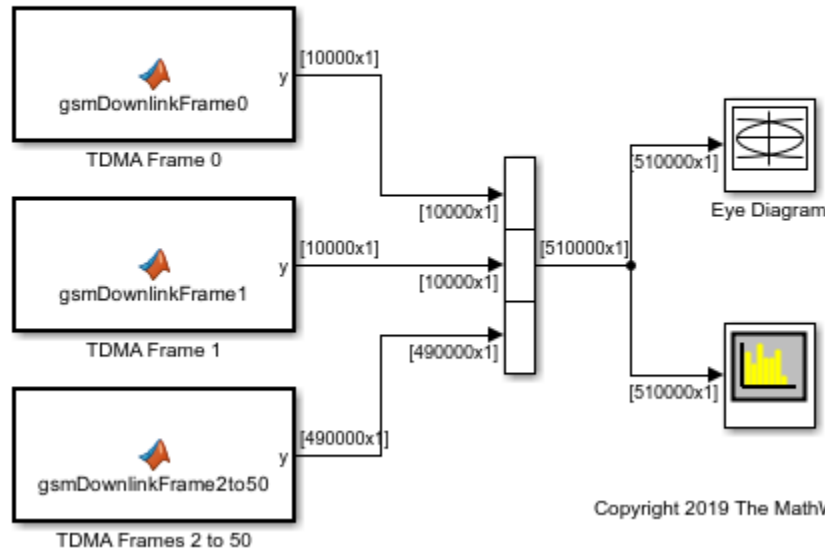 [10000x1]
y
gsmDownlinkFrame0
TDMA Frame 0
[10000x1]
[510000x1]
Eye Diagram
[10000x1]
[510000x1]
y
gsmDownlinkFrame1
[10000x1]
TDMA Frame 1
[490000x1]
[510000x1]
[490000x1]
y
gsmDownlinkFrame2to50
Copyright 2019 The MathW
TDMA Frames 2 to 50